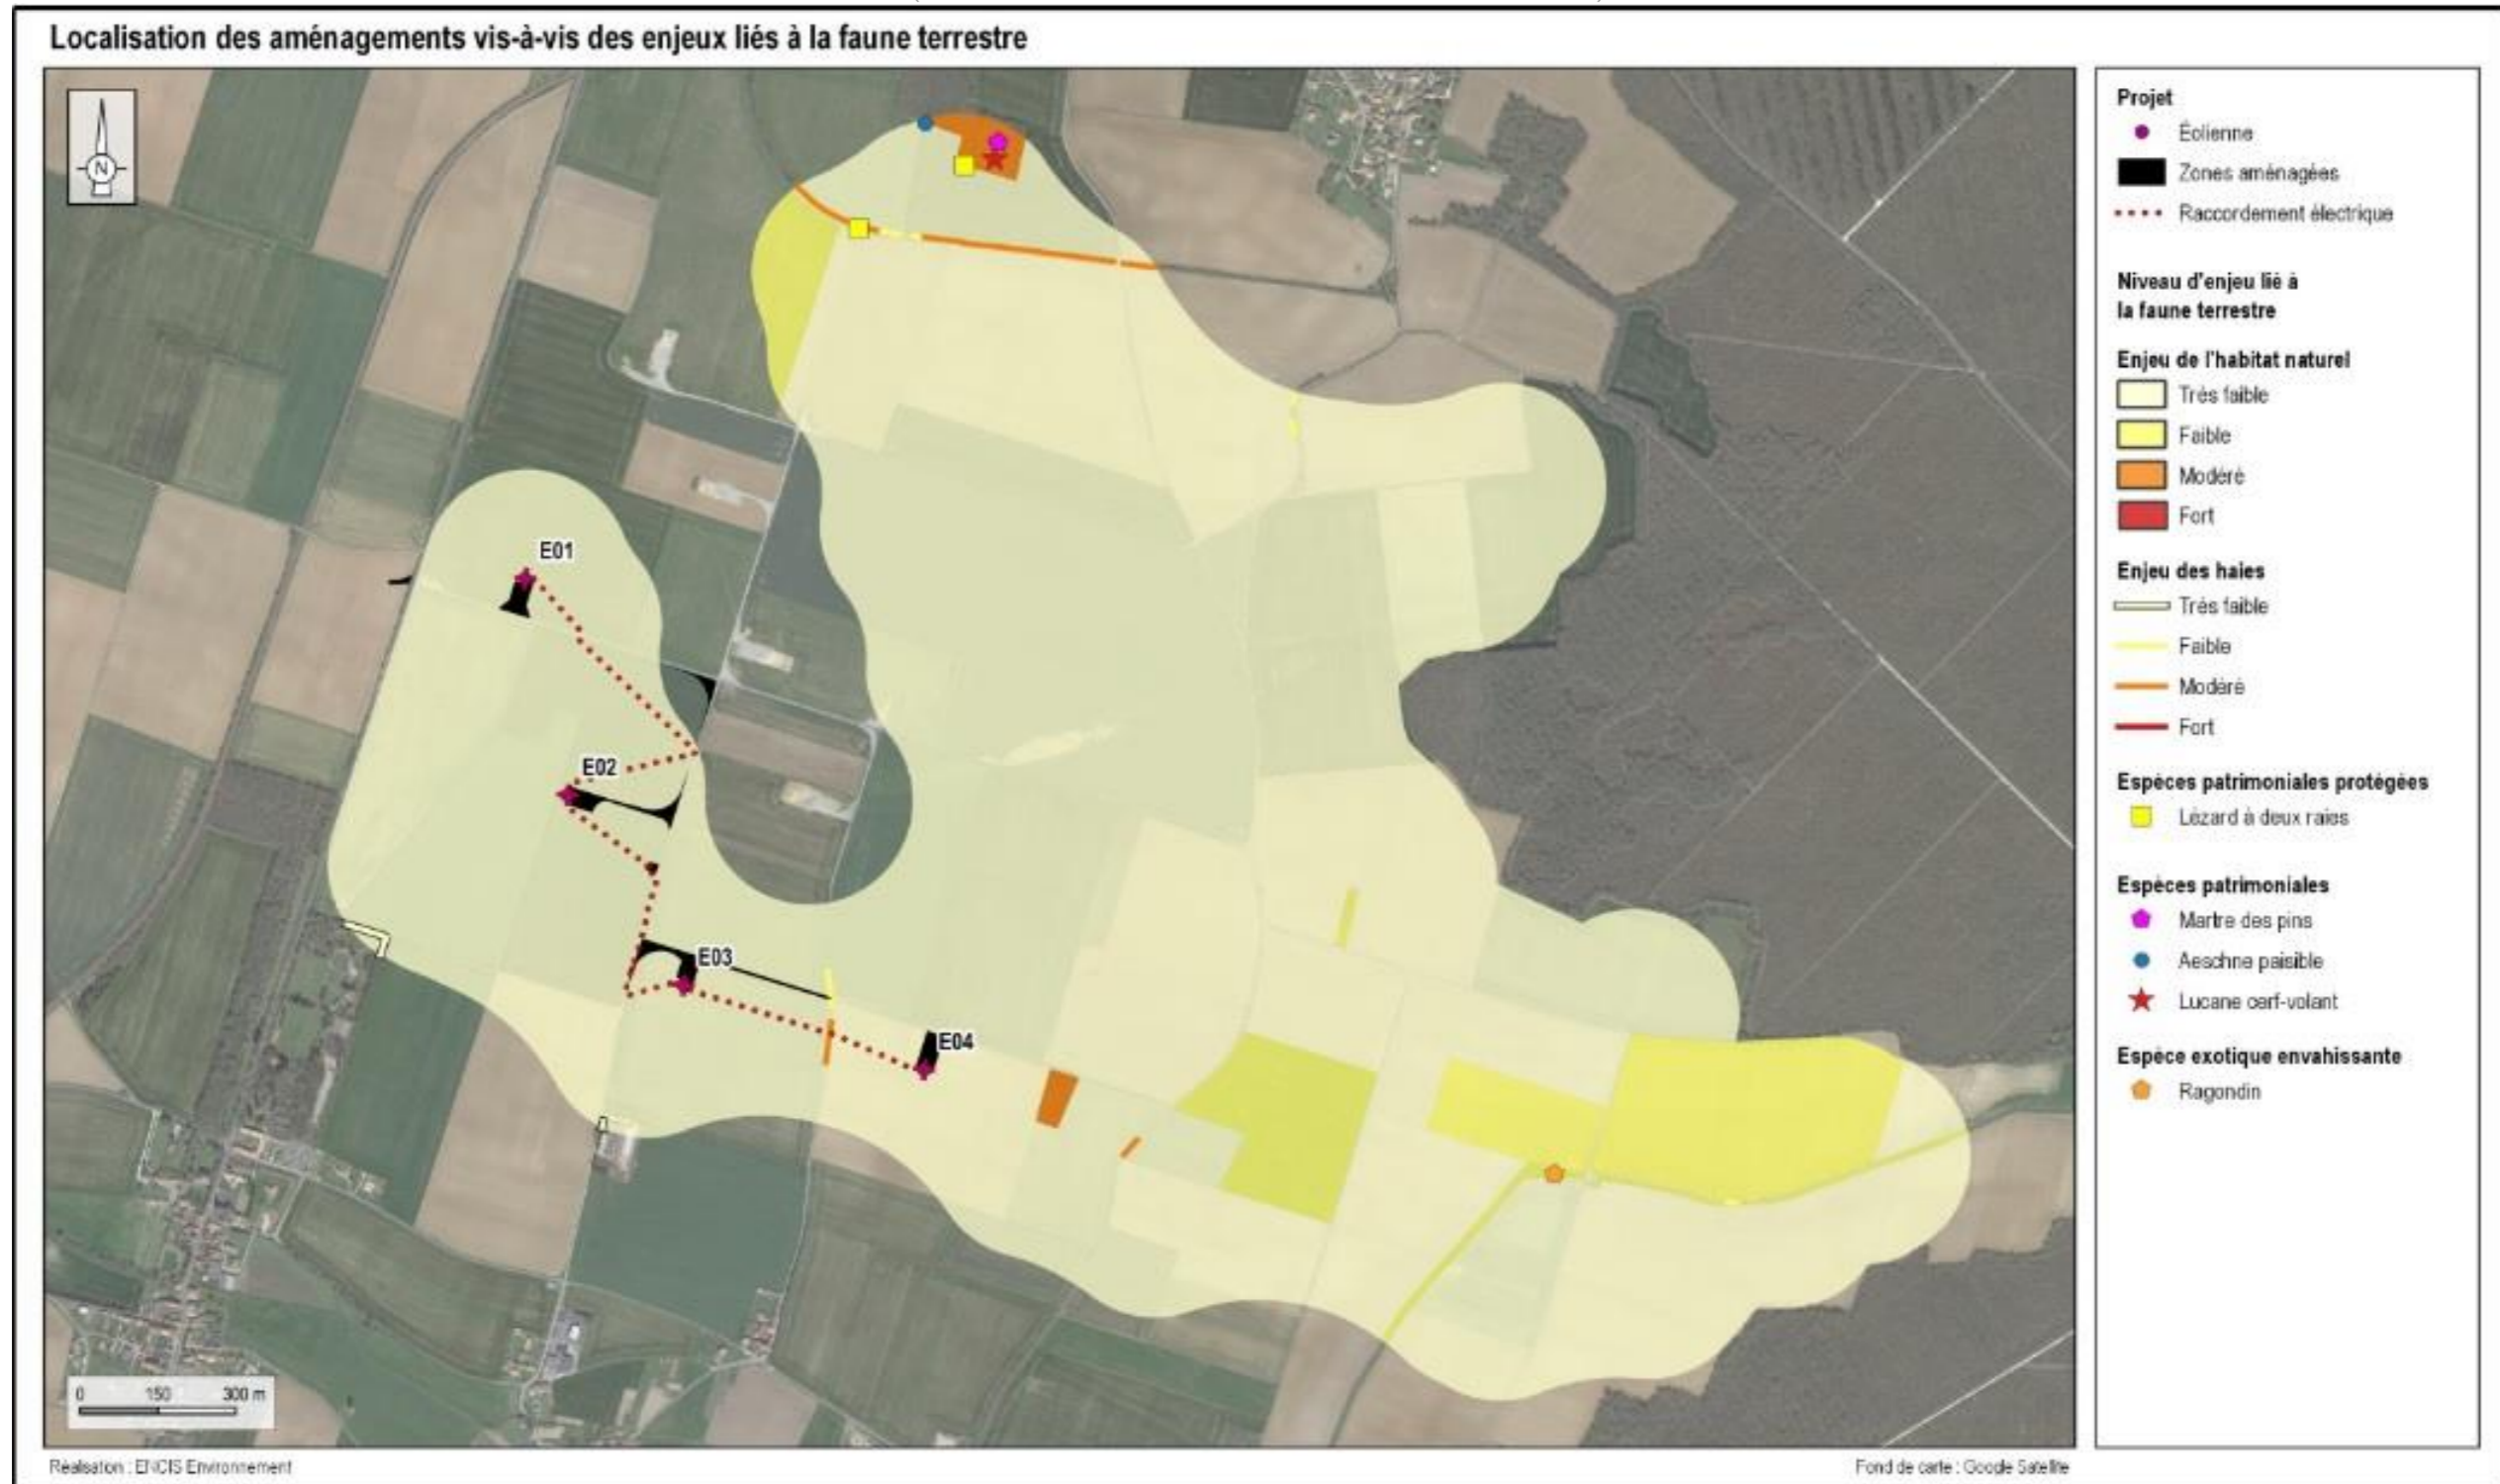 Localisation des aménagements vis-à-vis des enjeux liés à la faune terrestre
N
E01
E02
E03
E04
0 150 300 m
Projet
Éolienne
Zones aménagées
Raccordement électrique
Niveau d'enjeu lié à
la faune terrestre
Enjeu de l'habitat naturel
Très faible
Faible
Modéré
Fort
Enjeu des haies
Très faible
Faible
Modéré
Fort
Espèces patrimoniales protégées
Lézard à deux raies
Espèces patrimoniales
Martre des pins
Aeschne paisible
Lucane cerf-volant
Espèce exotique envahissante
Ragondin
Réalisation : ENCIS Environnement
Fond de carte : Google Satellite